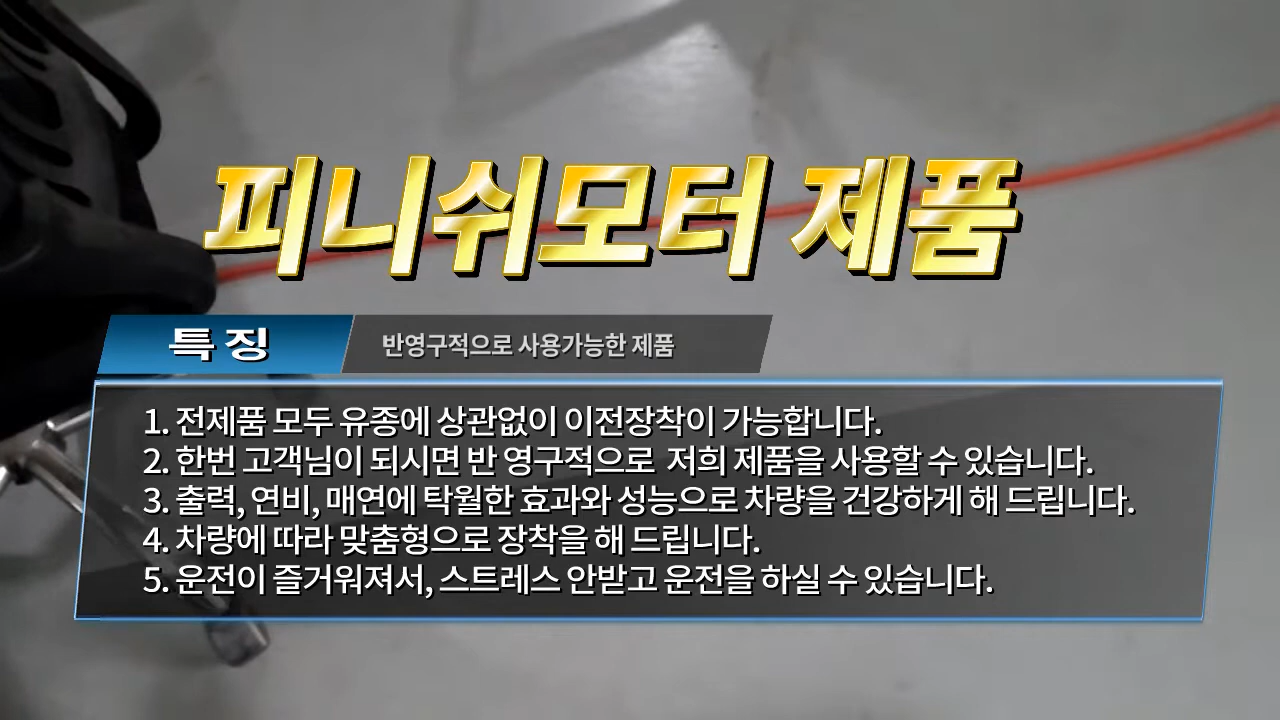 피니쉬모터 제품
특 징
반영구적으로 사용가능한 제품
1. 전제품 모두 유종에 상관없이 이전장착이 가능합니다.
2. 한번 고객님이 되시면 반 영구적으로 저희 제품을 사용할 수 있습니다.
3. 출력, 연비, 매연에 탁월한 효과와 성능으로 차량을 건강하게 해 드립니다.
4. 차량에 따라 맞춤형으로 장착을 해 드립니다.
5. 운전이 즐거워져서, 스트레스 안받고 운전을 하실 수 있습니다.